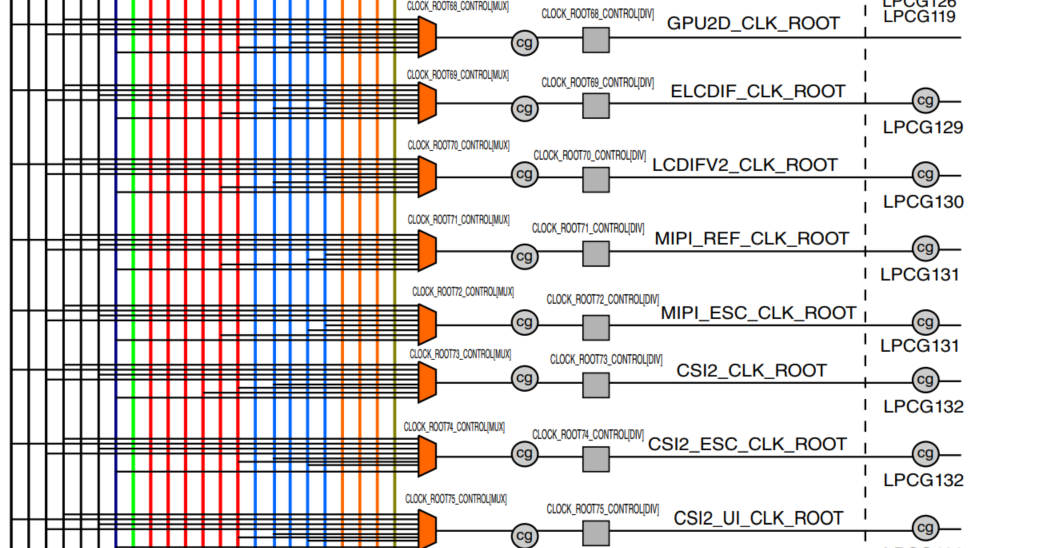 CLOCK_ROOT68_CONTROL[MUX]
CLOCK_ROOT68_CONTROL[DIV]
GPU2D_CLK_ROOT
LPCG126
LPCG119
cg
CLOCK_ROOT69_CONTROL[MUX]
CLOCK_ROOT69_CONTROL[DIV]
ELCDIF_CLK_ROOT
cg
cg
LPCG129
CLOCK_ROOT70_CONTROL[MUX]
CLOCK_ROOT70_CONTROL[DIV]
LCDIFV2_CLK_ROOT
cg
cg
LPCG130
CLOCK_ROOT71_CONTROL[MUX]
CLOCK_ROOT71_CONTROL[DIV]
MIPI_REF_CLK_ROOT
cg
cg
LPCG131
CLOCK_ROOT72_CONTROL[MUX]
CLOCK_ROOT72_CONTROL[DIV]
MIPI_ESC_CLK_ROOT
cg
cg
LPCG131
CLOCK_ROOT73_CONTROL[MUX]
CLOCK_ROOT73_CONTROL[DIV]
CSI2_CLK_ROOT
cg
cg
LPCG132
CLOCK_ROOT74_CONTROL[MUX]
CLOCK_ROOT74_CONTROL[DIV]
CSI2_ESC_CLK_ROOT
cg
cg
LPCG132
CLOCK_ROOT75_CONTROL[MUX]
CLOCK_ROOT75_CONTROL[DIV]
CSI2_UI_CLK_ROOT
cg
cg